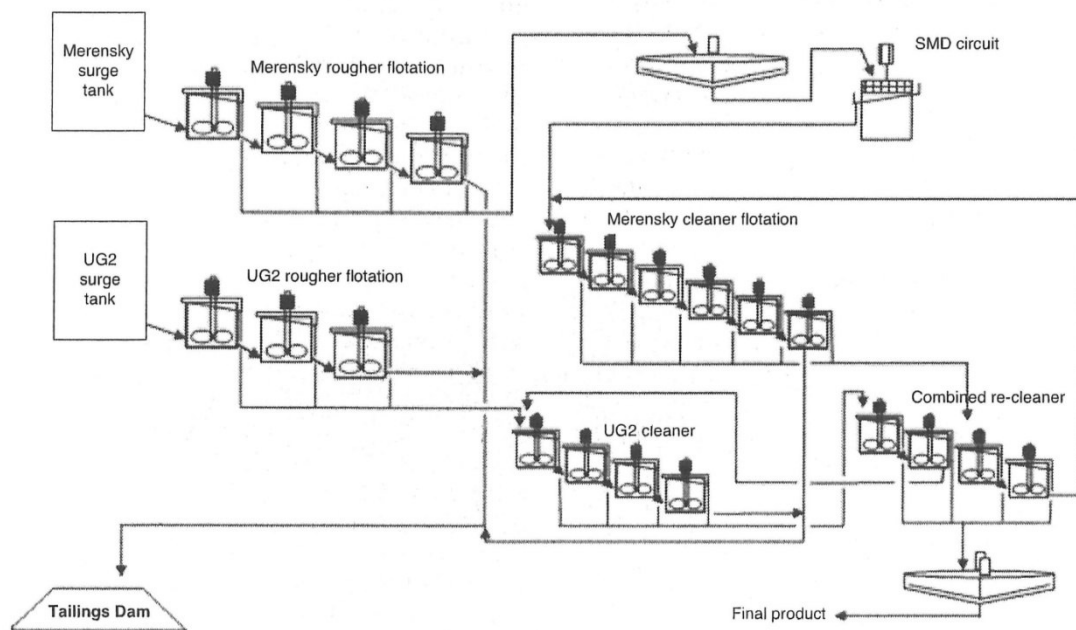 Merensky
surge
tank
Merensky rougher flotation
SMD circuit
UG2
surge
tank
UG2 rougher flotation
Merensky cleaner flotation
UG2 cleaner
Combined re-cleaner
Tailings Dam
Final product